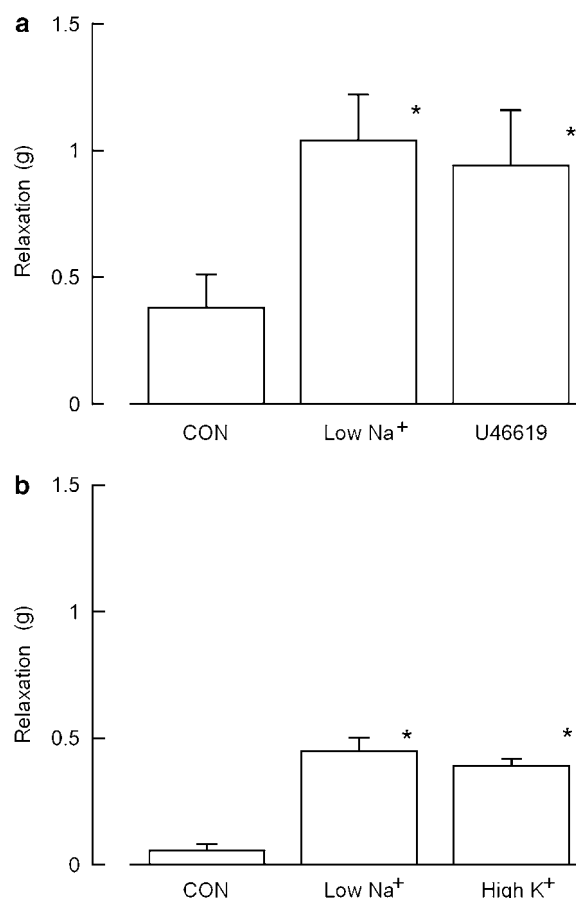 a
1.5
1
0.5
0
Relaxation (g)
*
*
CON Low Na⁺ U46619
b
1.5
1
0.5
0
Relaxation (g)
*
*
CON Low Na⁺ High K⁺